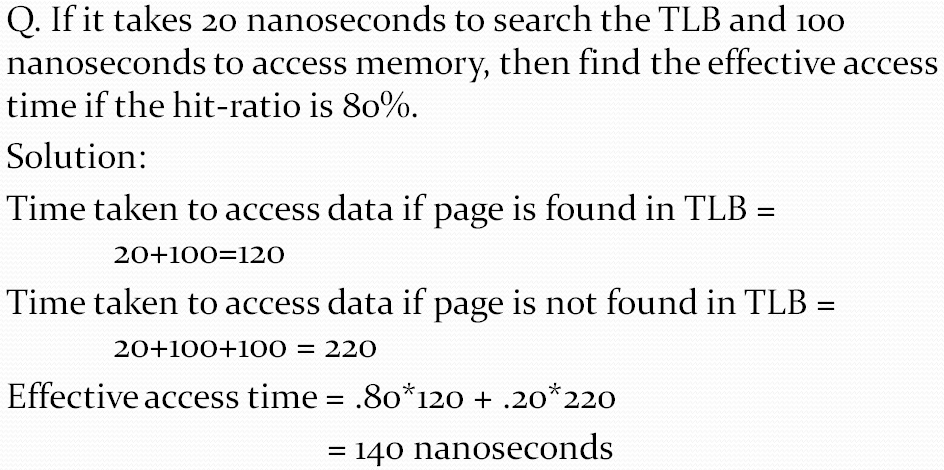 Q. If it takes 20 nanoseconds to search the TLB and 100
nanoseconds to access memory, then find the effective access
time if the hit-ratio is 80%.
Solution:
Time taken to access data if page is found in TLB =
20+100=120
Time taken to access data if page is not found in TLB =
20+100+100 = 220
Effective access time = .80*120 + .20*220
= 140 nanoseconds